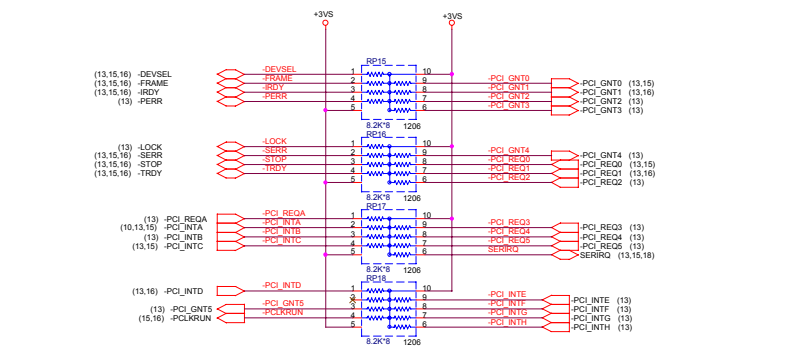 +3VS +3VS
RP15
(13,15,16) -DEVSEL -DEVSEL 1 10
(13,15,16) -FRAME -FRAME 2 9 -PCI_GNT0 -PCI_GNT0 (13,15)
(13,15,16) -IRDY -IRDY 3 8 -PCI_GNT1 -PCI_GNT1 (13,16)
(13) -PERR -PERR 4 7 -PCI_GNT2 -PCI_GNT2 (13)
5 6 -PCI_GNT3 -PCI_GNT3 (13)
8.2K*8 1206
RP16
(13) -LOCK -LOCK 1 10
(13,15,16) -SERR -SERR 2 9 -PCI_GNT4 -PCI_GNT4 (13)
(13,15,16) -STOP -STOP 3 8 -PCI_REQ0 -PCI_REQ0 (13,15)
(13,15,16) -TRDY -TRDY 4 7 -PCI_REQ1 -PCI_REQ1 (13,16)
5 6 -PCI_REQ2 -PCI_REQ2 (13)
8.2K*8 1206
RP17
(13) -PCI_REQA -PCI_REQA 1 10
(10,13,15) -PCI_INTA -PCI_INTA 2 9 -PCI_REQ3 -PCI_REQ3 (13)
(13) -PCI_INTB -PCI_INTB 3 8 -PCI_REQ4 -PCI_REQ4 (13)
(13,15) -PCI_INTC -PCI_INTC 4 7 -PCI_REQ5 -PCI_REQ5 (13)
5 6 SERIRQ SERIRQ (13,15,18)
8.2K*8 1206
RP18
(13,16) -PCI_INTD -PCI_INTD 1 10
2 9 -PCI_INTE -PCI_INTE (13)
(13) -PCI_GNT5 -PCI_GNT5 3 8 -PCI_INTF -PCI_INTF (13)
(15,16) -PCLKRUN -PCLKRUN 4 7 -PCI_INTG -PCI_INTG (13)
5 6 -PCI_INTH -PCI_INTH (13)
8.2K*8 1206